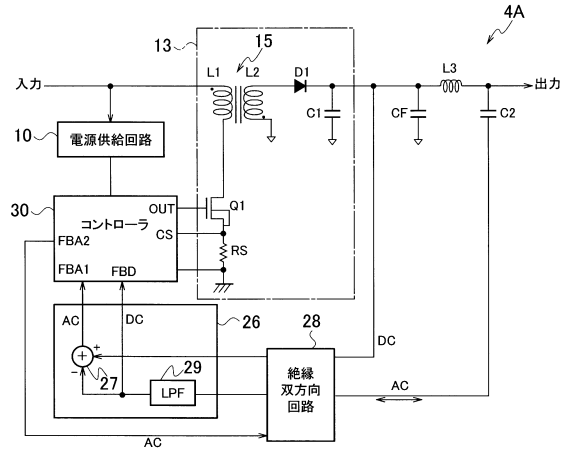 4A
13
15
L1
L2
D1
L3
入力
出力
C1
CF
C2
10
電源供給回路
30
OUT
Q1
コントローラ
CS
FBA2
RS
FBA1
FBD
AC
DC
26
28
DC
+
+
-
27
29
LPF
絶縁
双方向
回路
AC
AC